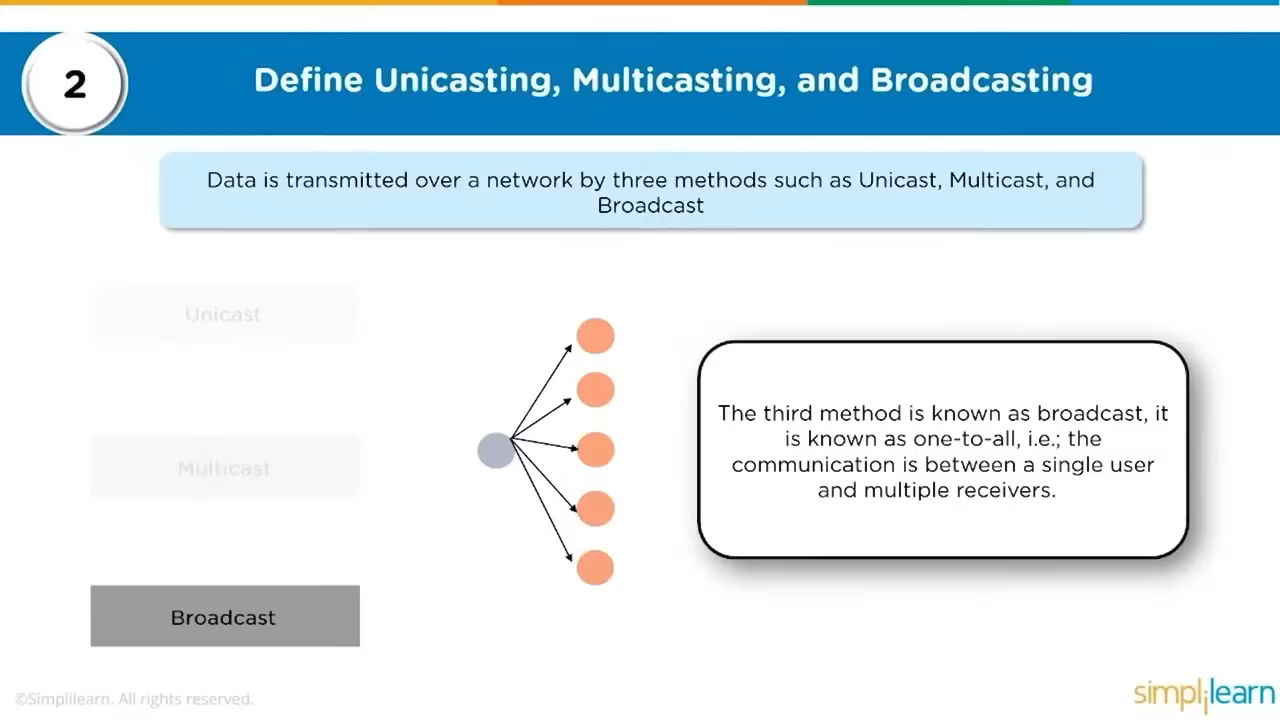 2
Define Unicasting, Multicasting, and Broadcasting
Data is transmitted over a network by three methods such as Unicast, Multicast, and
Broadcast
Unicast
Multicast
Broadcast
The third method is known as broadcast, it
is known as one-to-all, i.e.; the
communication is between a single user
and multiple receivers.
©Simplilearn. All rights reserved.
simplilearn